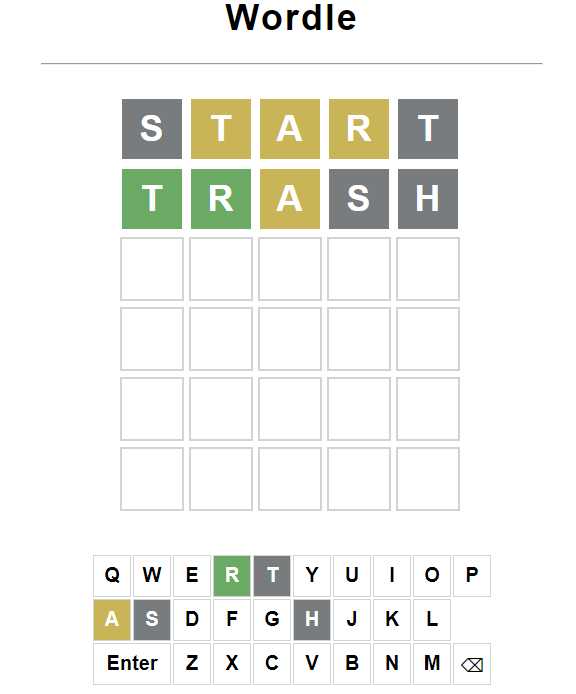 Wordle
S T A R T
T R A S H
Q W E R T Y U I O P
A S D F G H J K L
Enter Z X C V B N M ⌫